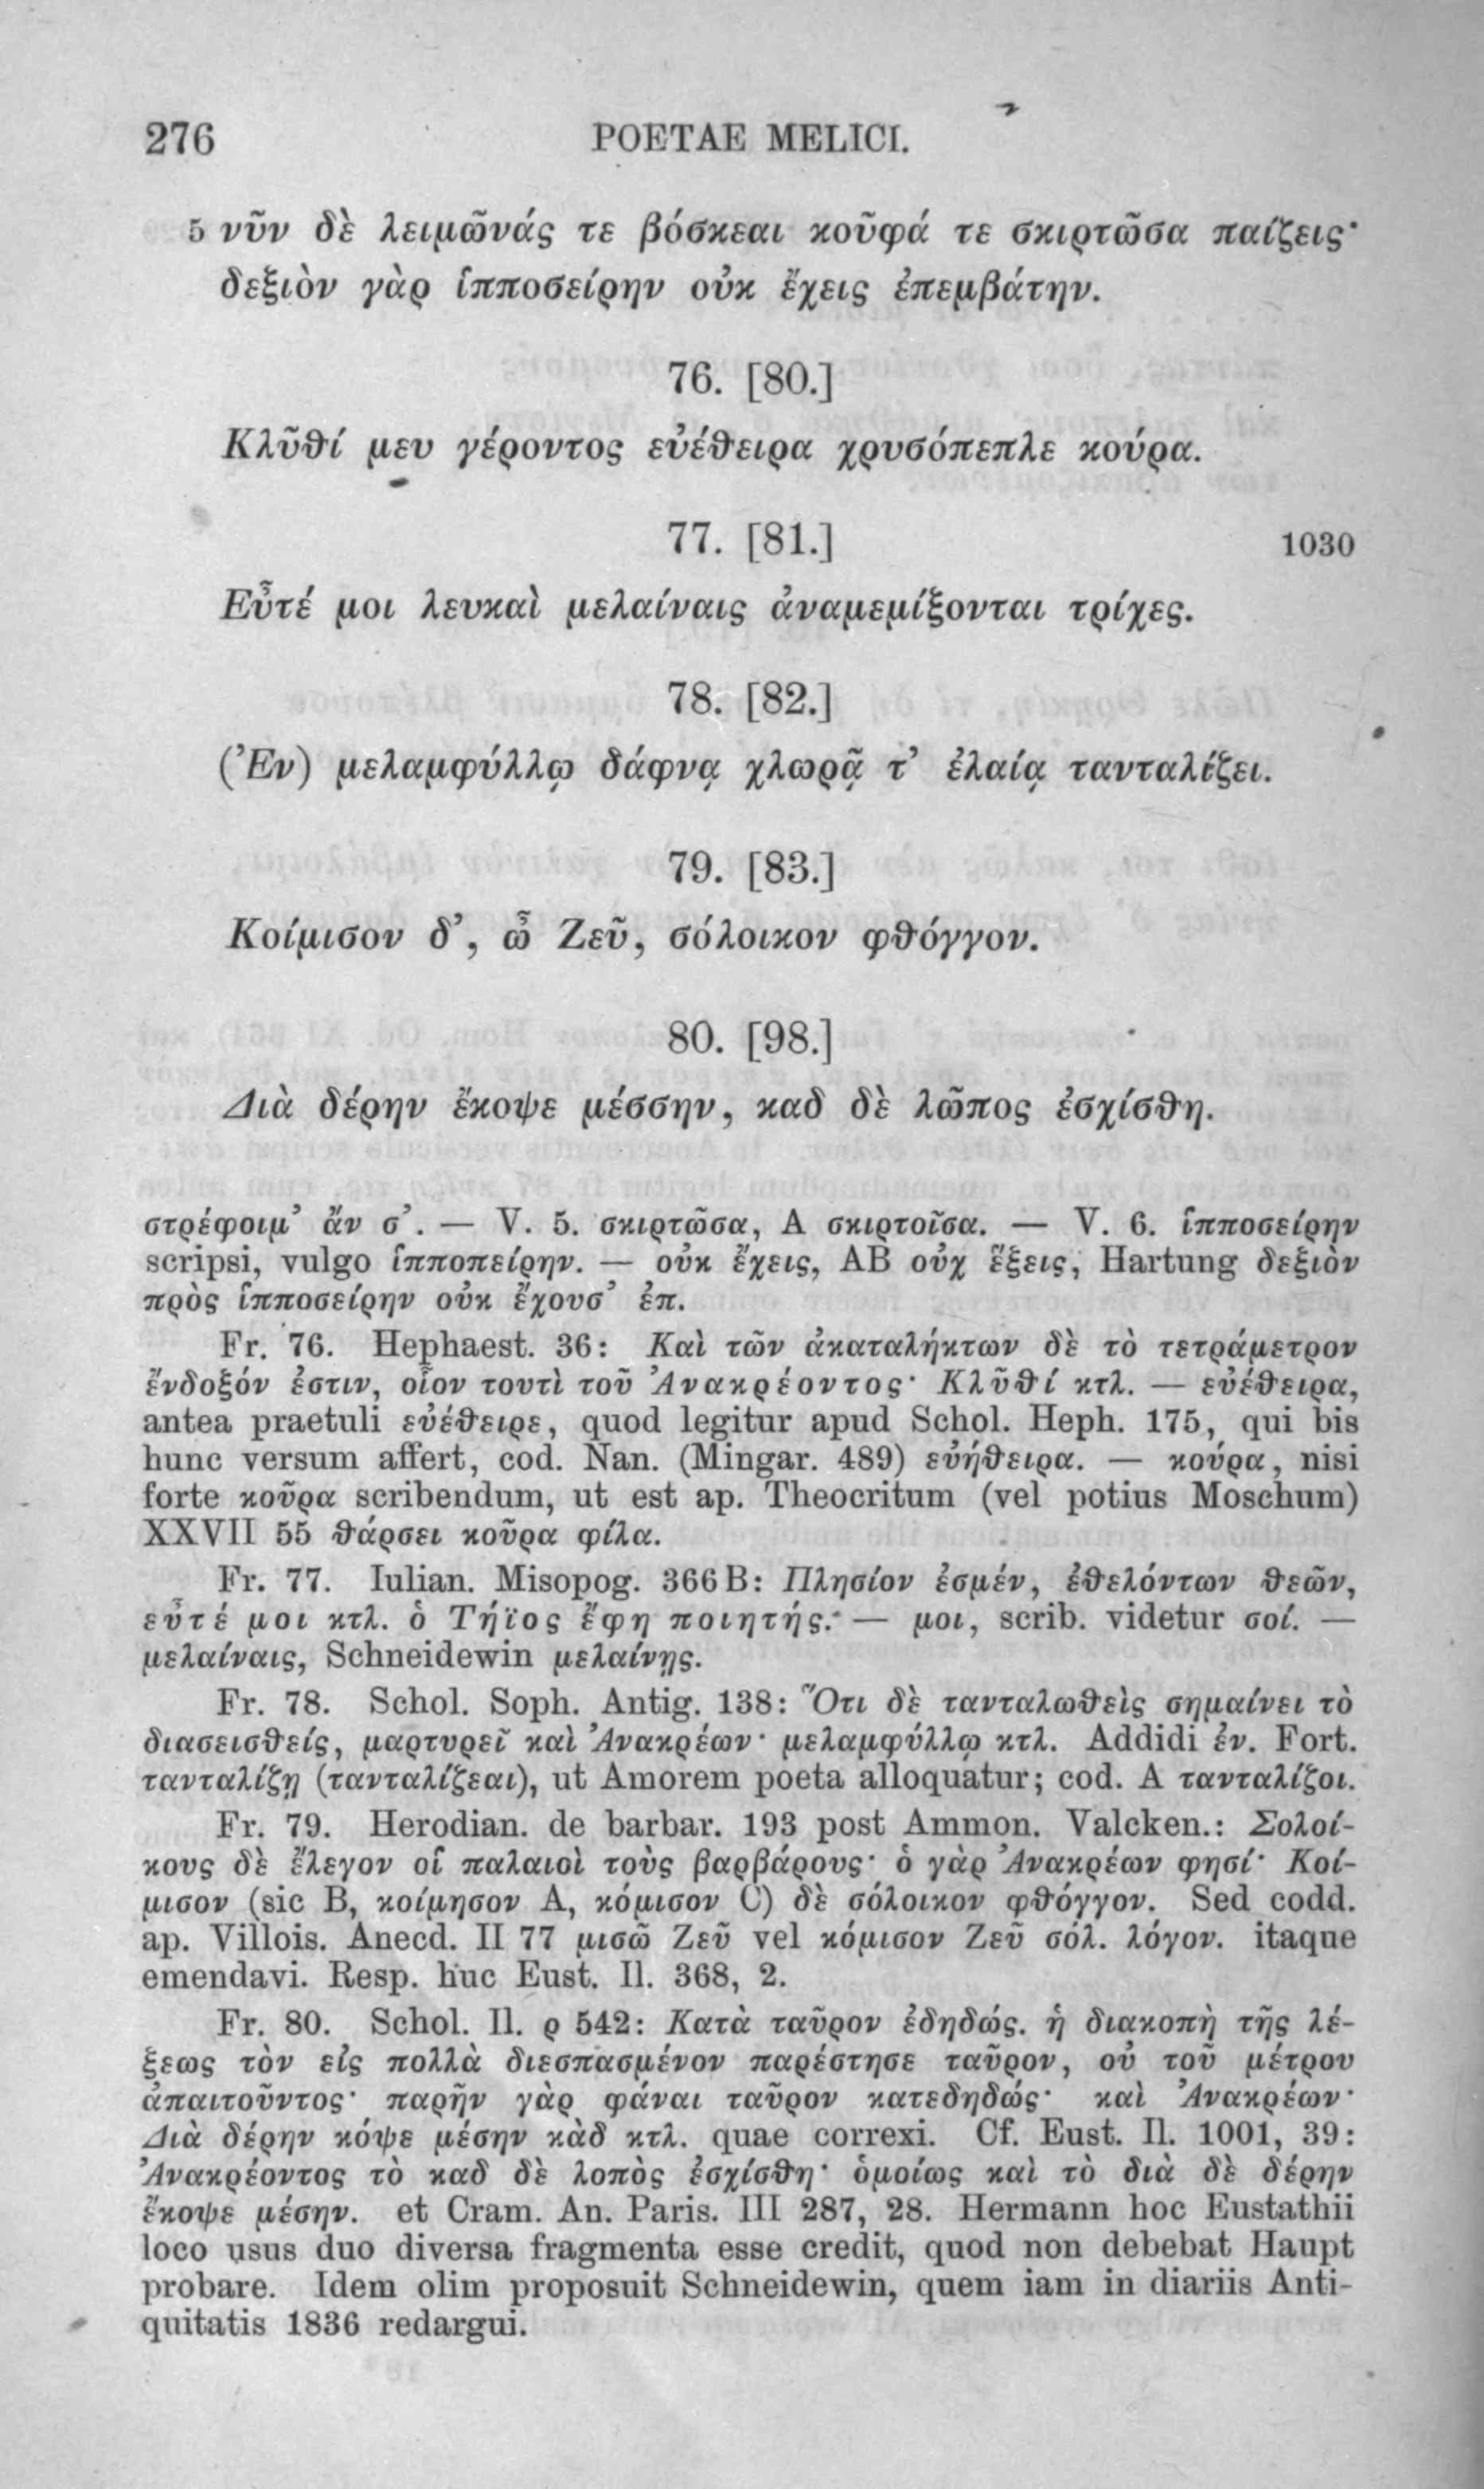 276 POETAE MELICI.
5 νῦν δὲ λειμῶνάς τε βόσκεαι κοῦφά τε σκιρτῶσα παίζεις·
δεξιὸν γὰρ ἱπποσείρην οὐκ ἔχεις ἐπεμβάτην.
76. [80.]
Κλῦθί μευ γέροντος εὐέθειρα χρυσόπεπλε κούρα.
77. [81.] 1030
Εὖτέ μοι λευκαὶ μελαίναις ἀναμεμίξονται τρίχες.
78. [82.]
(Ἐν) μελαμφύλλῳ δάφνᾳ χλωρᾷ τ’ ἐλαίᾳ τανταλίζει.
79. [83.]
Κοίμισον δ’, ὦ Ζεῦ, σόλοικον φθόγγον.
80. [98.]
Διὰ δέρην ἔκοψε μέσσην, καδ δὲ λῶπος ἐσχίσθη.
στρέφοιμ’ ἄν σ’. — V. 5. σκιρτῶσα, A σκιρτοῖσα. — V. 6. ἱπποσείρην
scripsi, vulgo ἱπποπείρην. — οὐκ ἔχεις, AB οὐχ ἕξεις, Hartung δεξιὸν
πρὸς ἱπποσείρην οὐκ ἔχουσ’ ἐπ.
Fr. 76. Hephaest. 36: Καὶ τῶν ἀκαταλήκτων δὲ τὸ τετράμετρον
ἔνδοξόν ἐστιν, οἷον τουτὶ τοῦ Ἀνακρέοντος· Κλῦθί κτλ. — εὐέθειρα,
antea praetuli εὐέθειρε, quod legitur apud Schol. Heph. 175, qui bis
hunc versum affert, cod. Nan. (Mingar. 489) εὐήθειρα. — κούρα, nisi
forte κοῦρα scribendum, ut est ap. Theocritum (vel potius Moschum)
XXVII 55 θάρσει κοῦρα φίλα.
Fr. 77. Iulian. Misopog. 366 B: Πλησίον ἐσμέν, ἐθελόντων θεῶν,
εὖτέ μοι κτλ. ὁ Τήϊος ἔφη ποιητής. — μοι, scrib. videtur σοί. —
μελαίναις, Schneidewin μελαίνῃς.
Fr. 78. Schol. Soph. Antig. 138: Ὅτι δὲ τανταλωθεὶς σημαίνει τὸ
διασεισθείς, μαρτυρεῖ καὶ Ἀνακρέων· μελαμφύλλῳ κτλ. Addidi ἐν. Fort.
τανταλίζῃ (τανταλίζεαι), ut Amorem poeta alloquatur; cod. A τανταλίζοι.
Fr. 79. Herodian. de barbar. 193 post Ammon. Valcken.: Σολοί-
κους δὲ ἔλεγον οἱ παλαιοὶ τοὺς βαρβάρους· ὁ γὰρ Ἀνακρέων φησί· Κοί-
μισον (sic B, κοίμησον A, κόμισον C) δὲ σόλοικον φθόγγον. Sed codd.
ap. Villois. Anecd. II 77 μισῶ Ζεῦ vel κόμισον Ζεῦ σόλ. λόγον. itaque
emendavi. Resp. huc Eust. Il. 368, 2.
Fr. 80. Schol. Il. ρ 542: Κατὰ ταῦρον ἐδηδώς. ἡ διακοπὴ τῆς λέ-
ξεως τὸν εἰς πολλὰ διεσπασμένον παρέστησε ταῦρον, οὐ τοῦ μέτρου
ἀπαιτοῦντος· παρῆν γὰρ φάναι ταῦρον κατεδηδώς· καὶ Ἀνακρέων·
Διὰ δέρην κόψε μέσην κὰδ κτλ. quae correxi. Cf. Eust. Il. 1001, 39:
Ἀνακρέοντος τὸ καδ δὲ λοπὸς ἐσχίσθη· ὁμοίως καὶ τὸ διὰ δὲ δέρην
ἔκοψε μέσην. et Cram. An. Paris. III 287, 28. Hermann hoc Eustathii
loco usus duo diversa fragmenta esse credit, quod non debebat Haupt
probare. Idem olim proposuit Schneidewin, quem iam in diariis Anti-
quitatis 1836 redargui.